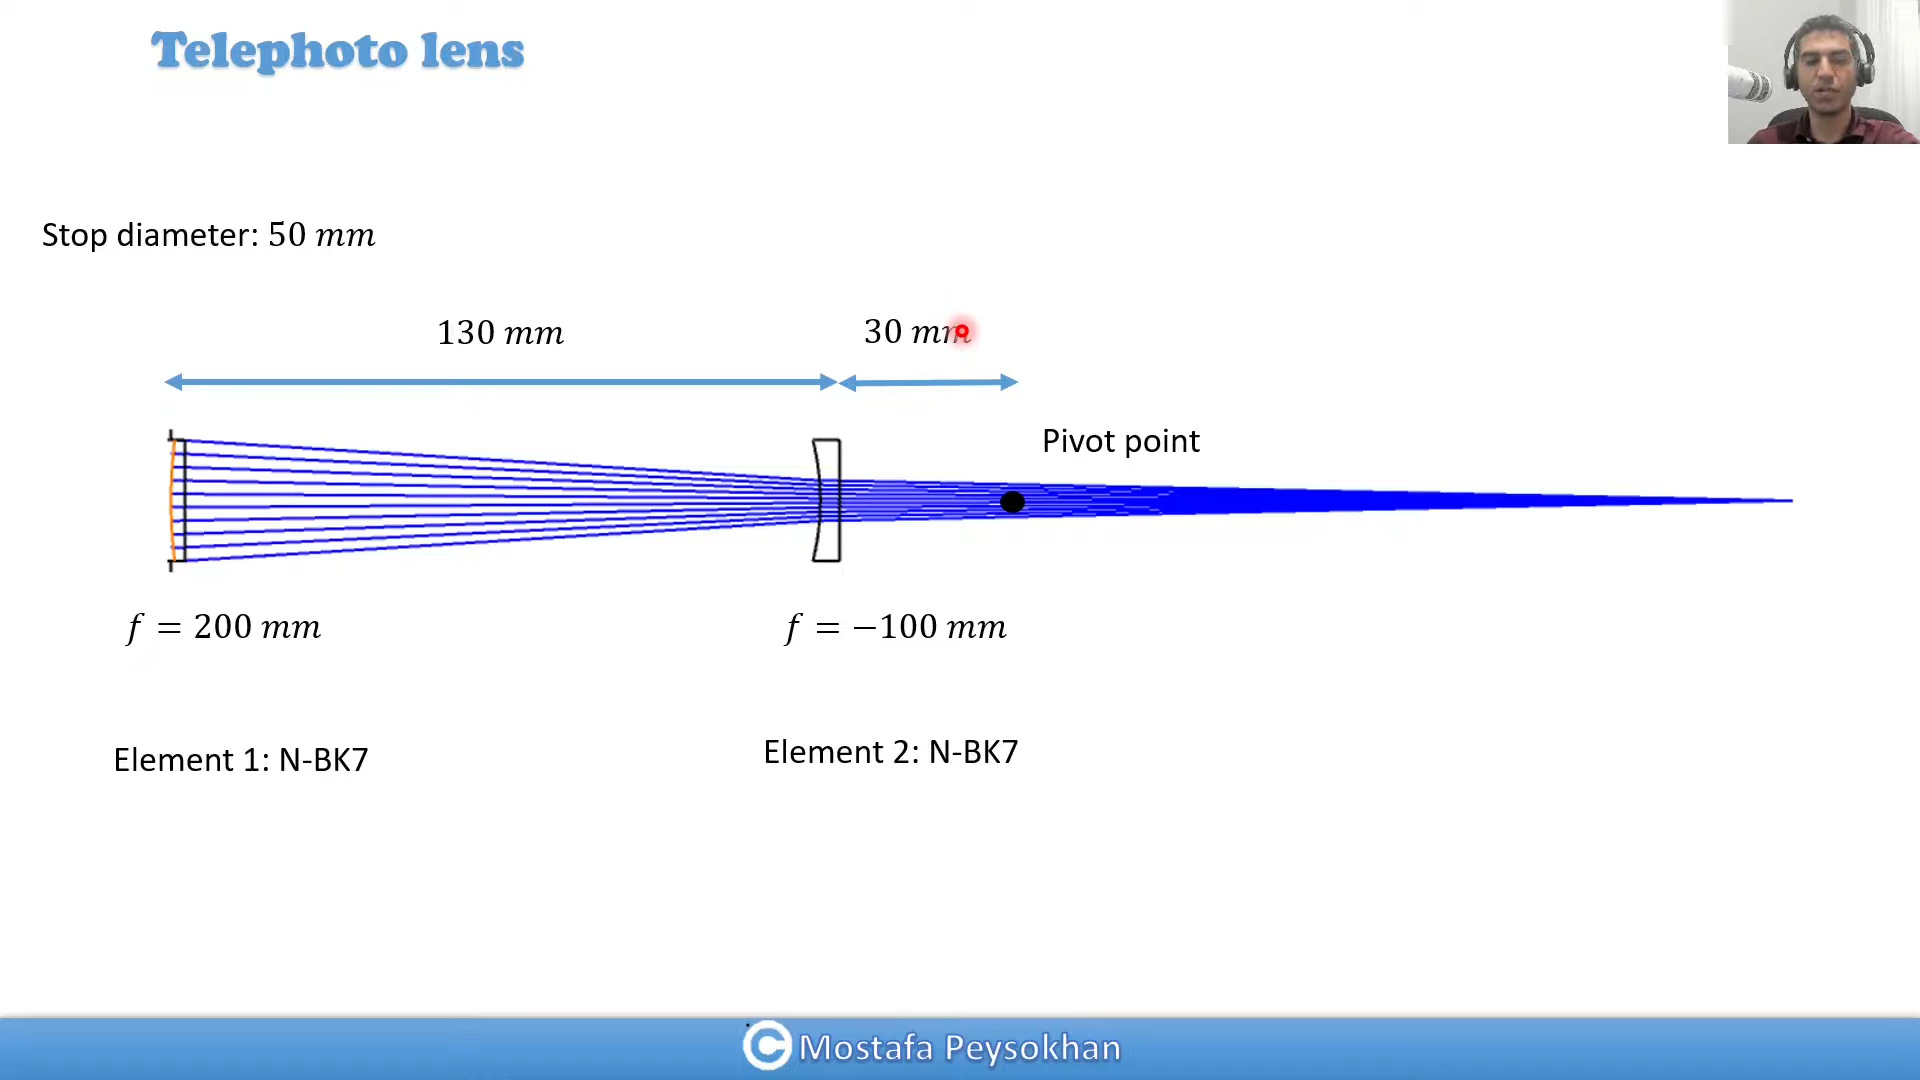 Telephoto lens
Stop diameter: 50 mm
130 mm
30 mm
Pivot point
f = 200 mm
f = −100 mm
Element 1: N-BK7
Element 2: N-BK7
© Mostafa Peysokhan